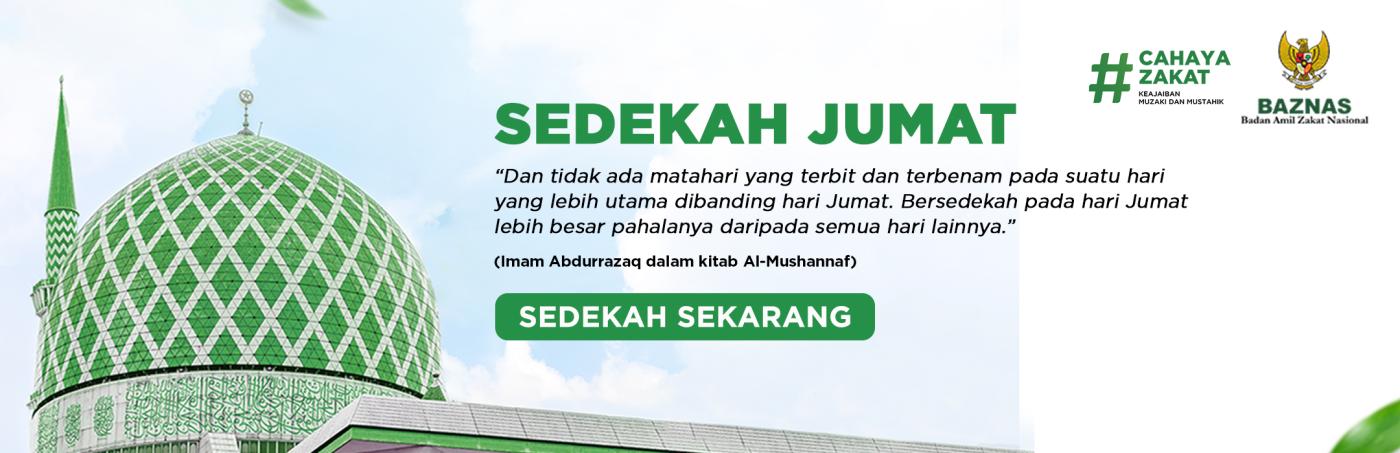 SEDEKAH JUMAT
“Dan tidak ada matahari yang terbit dan terbenam pada suatu hari
yang lebih utama dibanding hari Jumat. Bersedekah pada hari Jumat
lebih besar pahalanya daripada semua hari lainnya.”
(Imam Abdurrazaq dalam kitab Al-Mushannaf)
SEDEKAH SEKARANG
# CAHAYA
ZAKAT
KEAJAIBAN
MUZAKI DAN MUSTAHIK
BAZNAS
Badan Amil Zakat Nasional